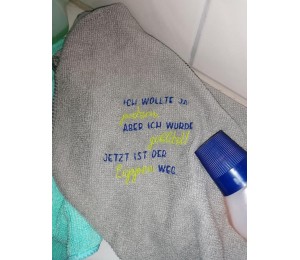 ICH WOLLTE JA
putzen
ABER ICH WURDE
JETZT IST DER
WEG.